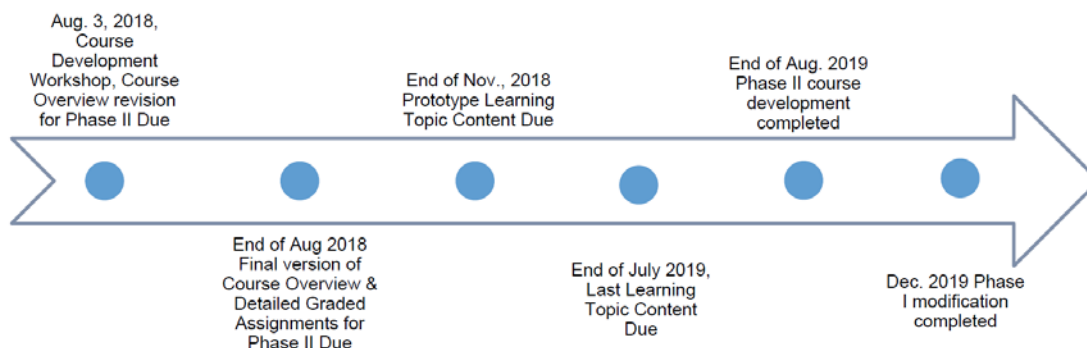 Aug. 3, 2018,
Course
Development
Workshop, Course
Overview revision
for Phase II Due
End of Aug 2018
Final version of
Course Overview &
Detailed Graded
Assignments for
Phase II Due
End of Nov., 2018
Prototype Learning
Topic Content Due
End of July 2019,
Last Learning
Topic Content
Due
End of Aug. 2019
Phase II course
development
completed
Dec. 2019 Phase
I modification
completed